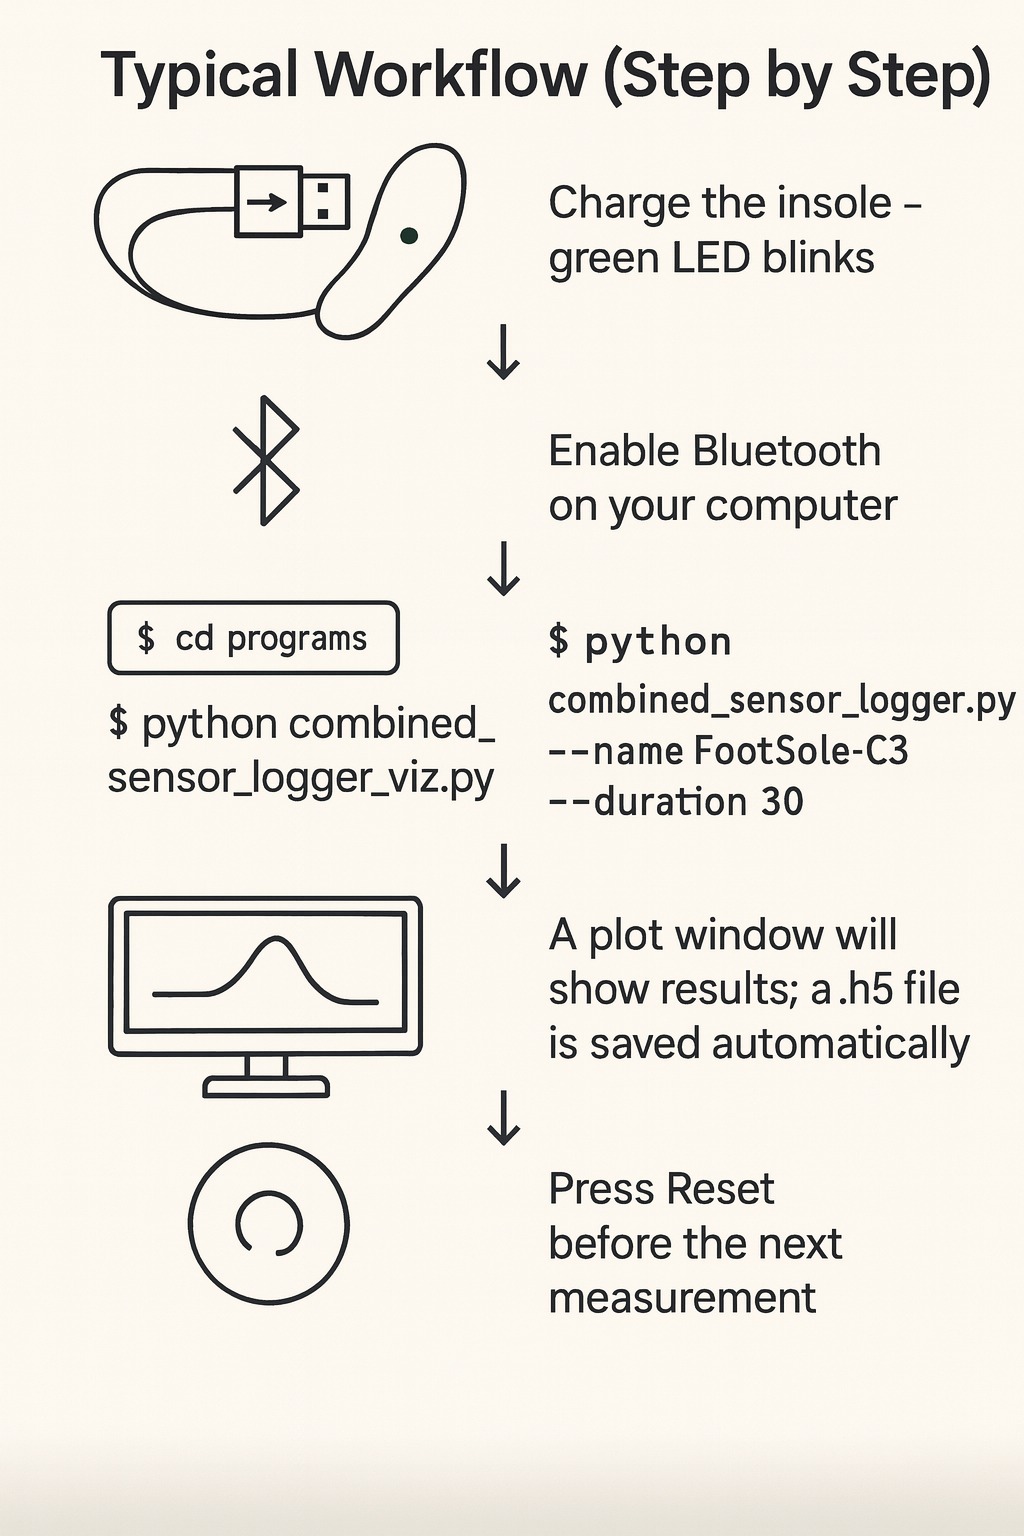 Typical Workflow (Step by Step)
Charge the insole –
green LED blinks
Enable Bluetooth
on your computer
$ cd programs
$ python combined_
sensor_logger_viz.py
$ python
combined_sensor_logger.py
--name FootSole-C3
--duration 30
A plot window will
show results; a .h5 file
is saved automatically
Press Reset
before the next
measurement